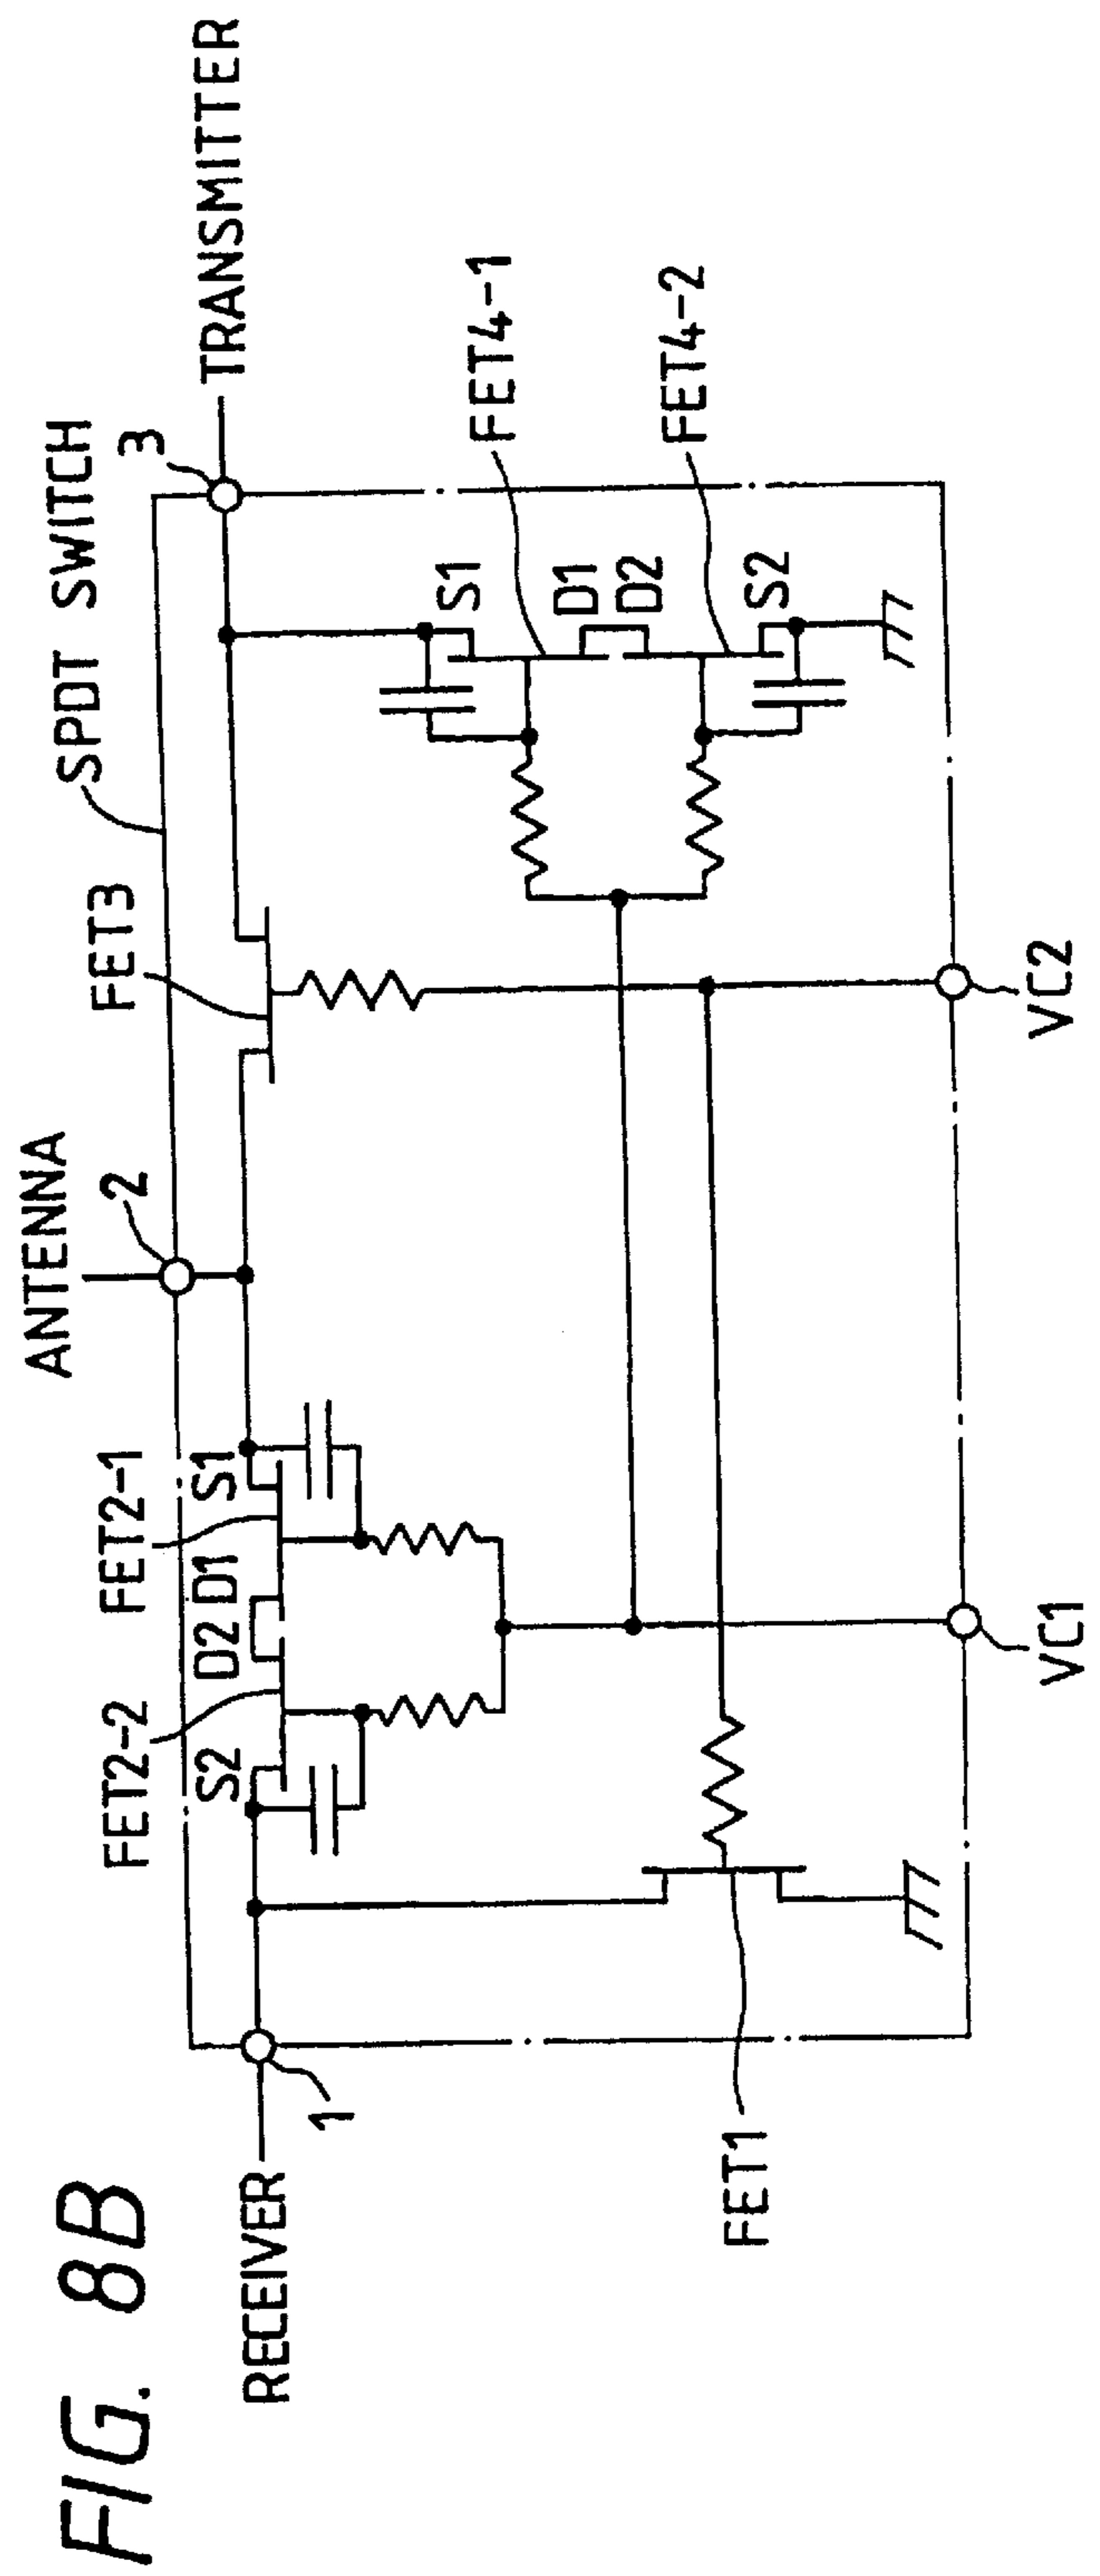 FIG. 8B
ANTENNA
2
SPDT SWITCH
FET2-2
FET2-1
FET3
3
TRANSMITTER
RECEIVER
1
S2
D2
D1
S1
S1
FET4-1
D1
D2
FET4-2
S2
FET1
VC1
VC2